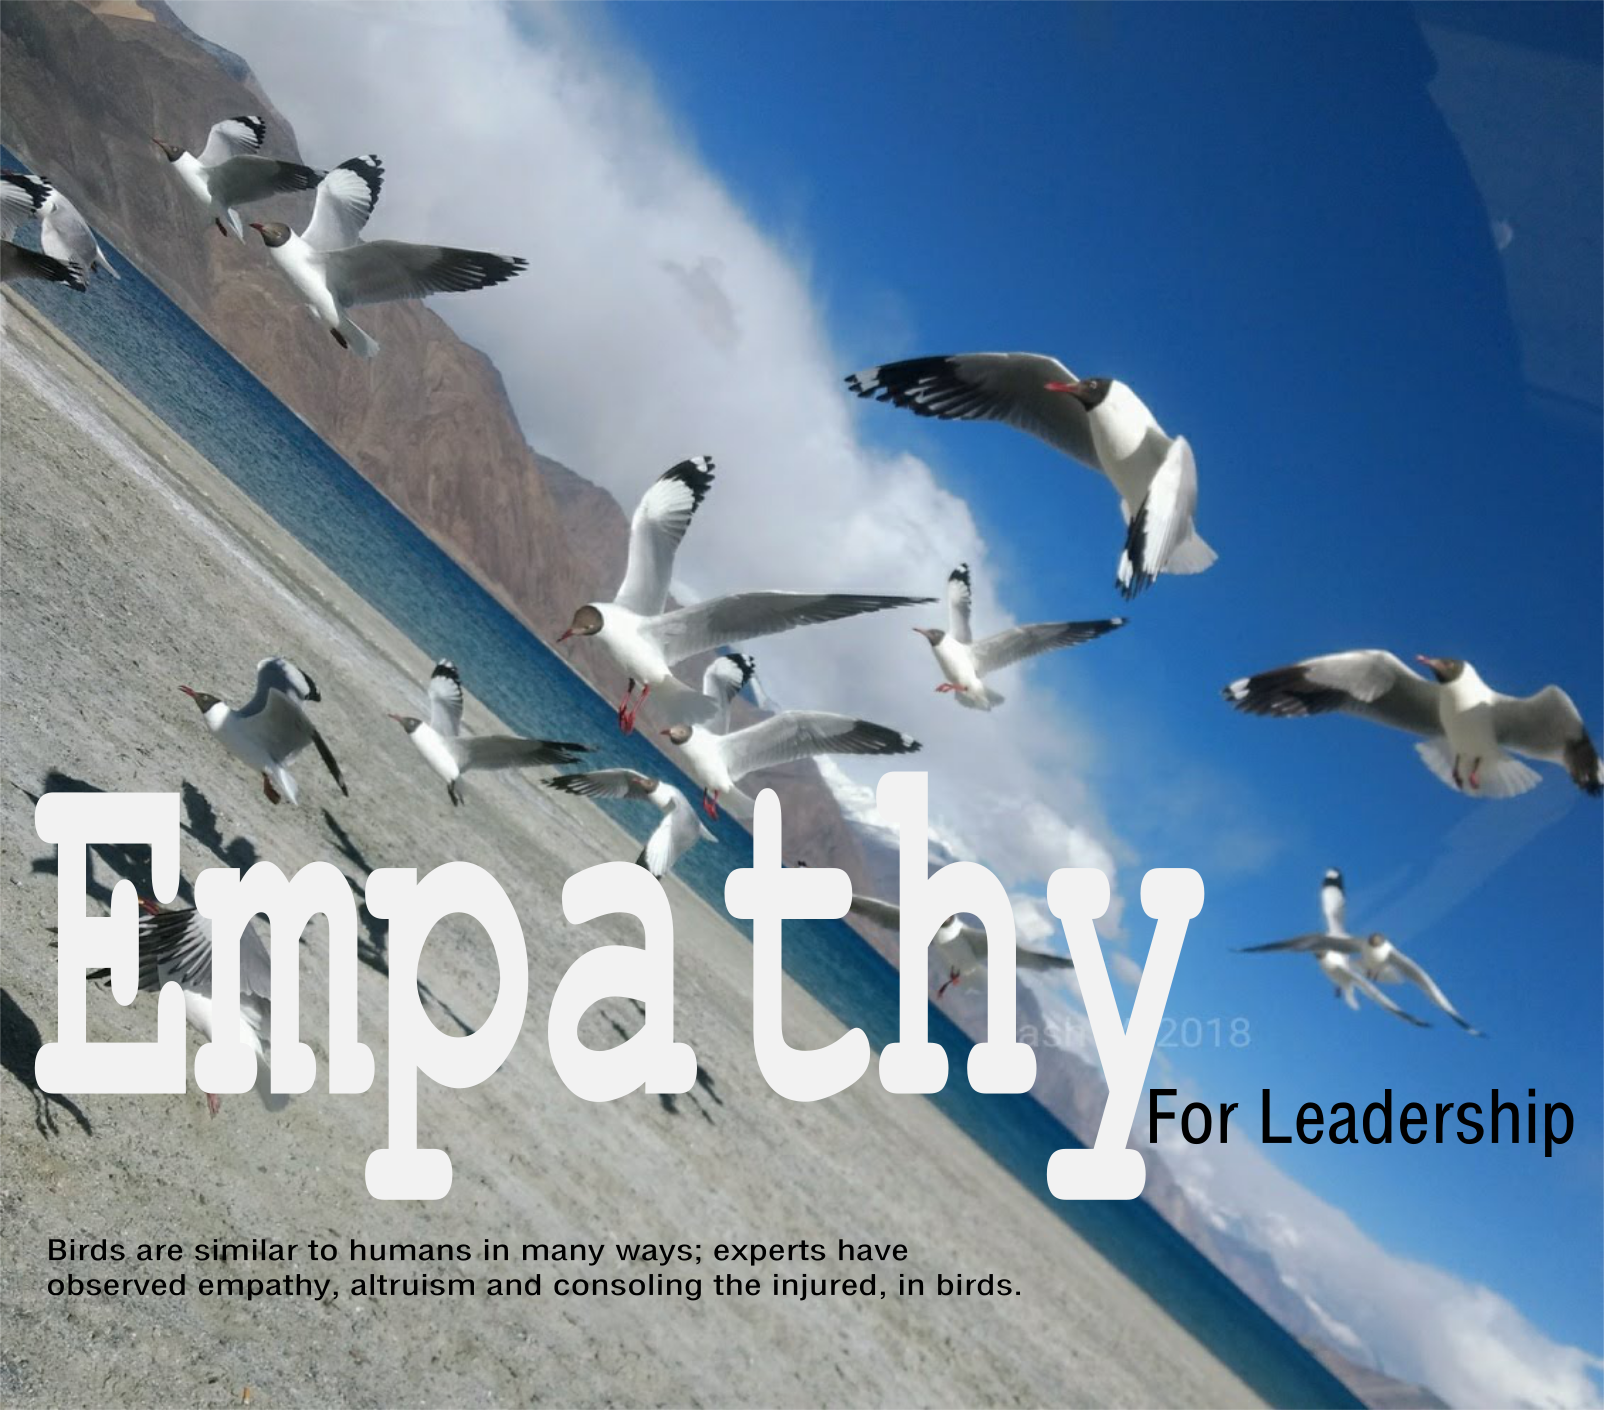 Empathy
2018
For Leadership
Birds are similar to humans in many ways; experts have
observed empathy, altruism and consoling the injured, in birds.